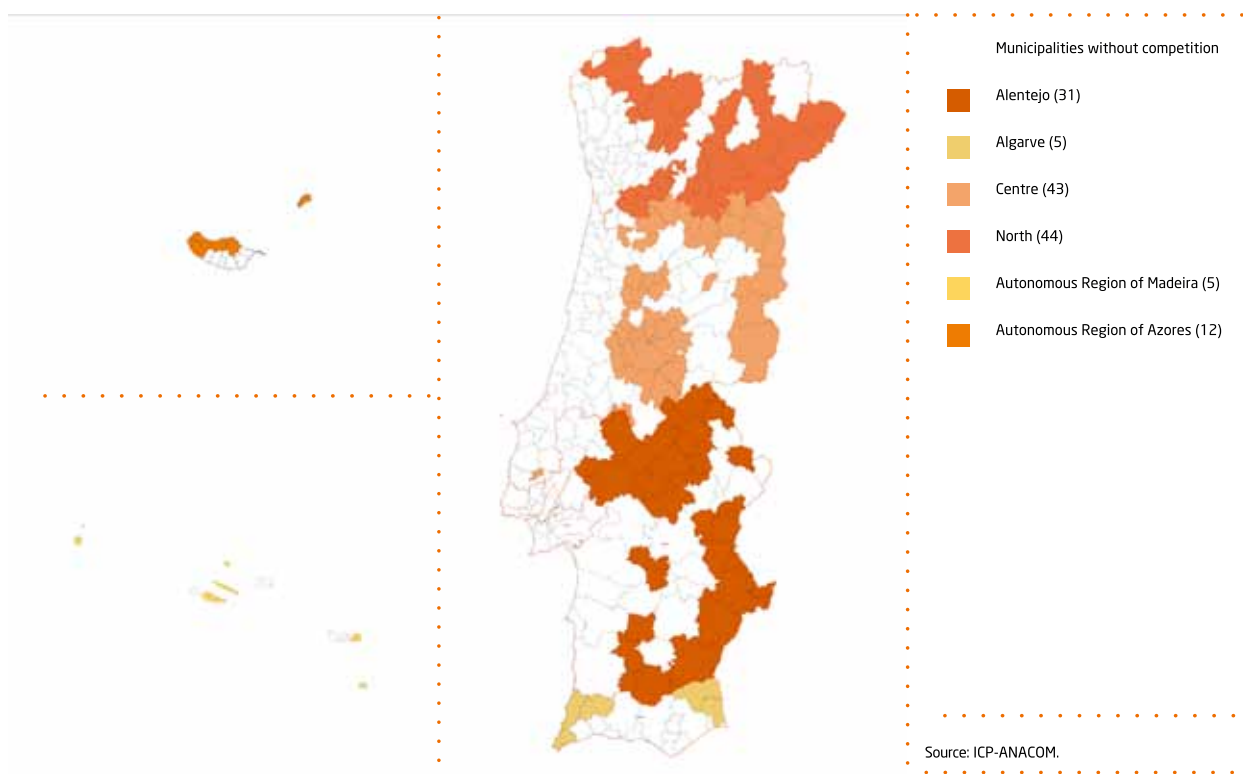 Municipalities without competition
Alentejo (31)
Algarve (5)
Centre (43)
North (44)
Autonomous Region of Madeira (5)
Autonomous Region of Azores (12)
Source: ICP-ANACOM.